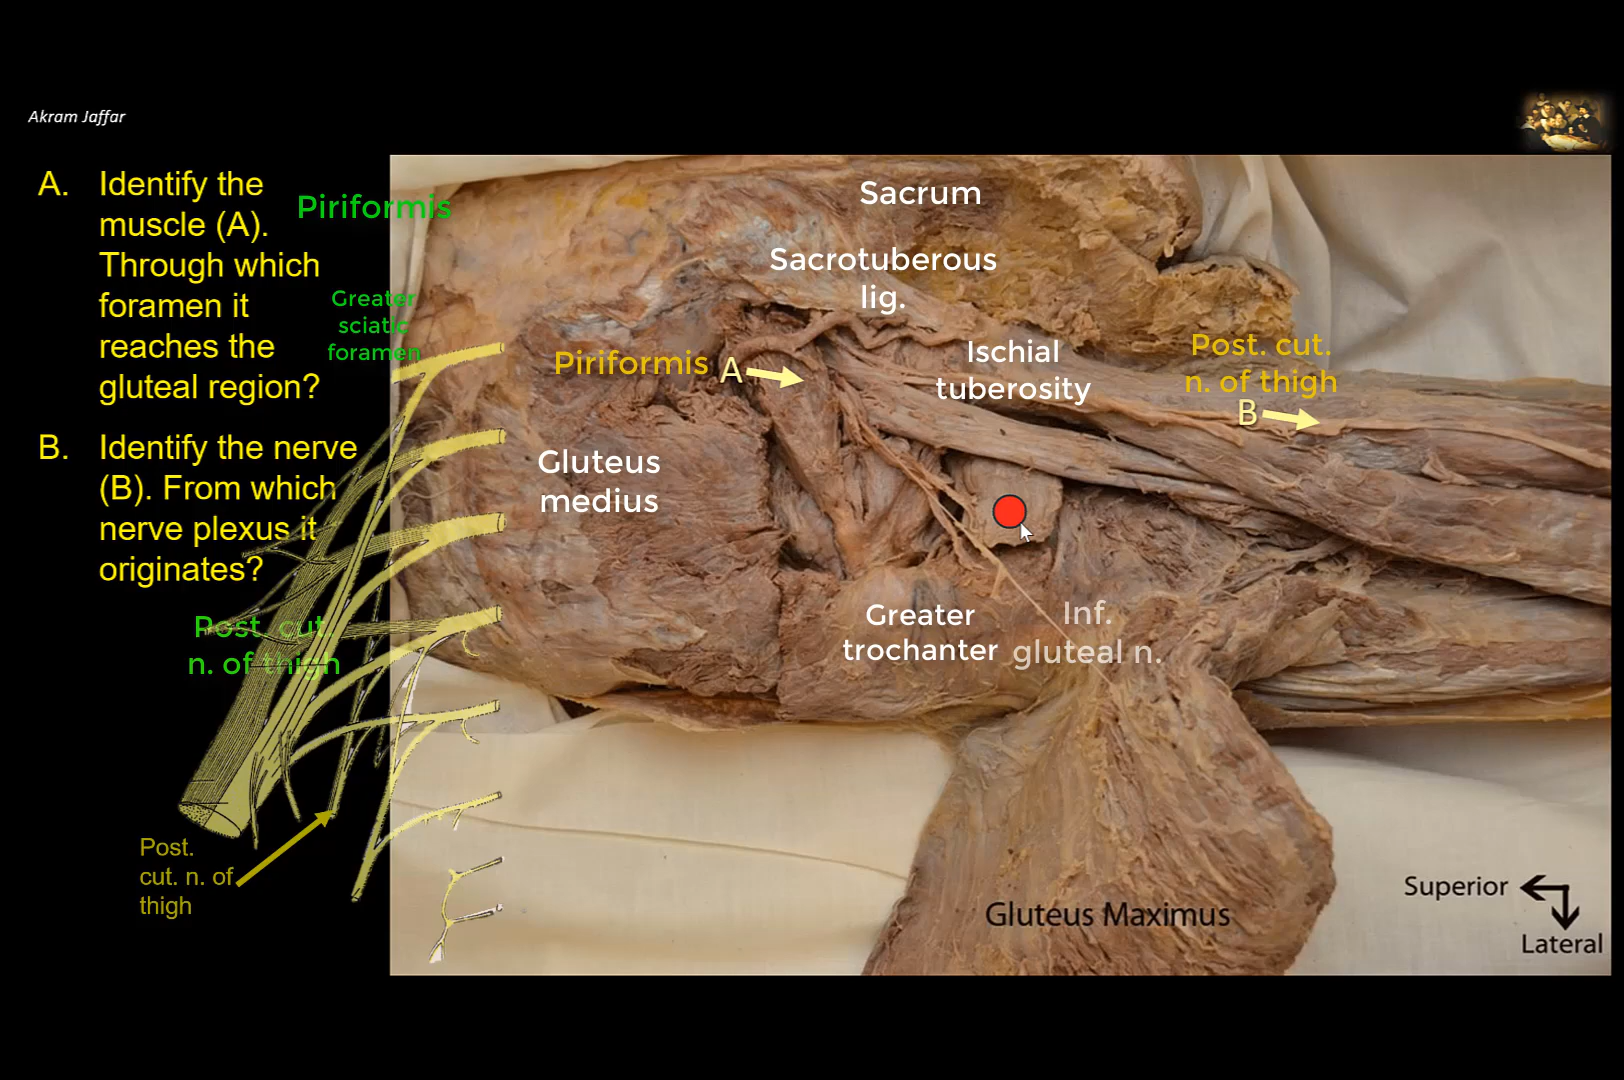 Akram Jaffar
A. Identify the
muscle (A).
Through which
foramen it
reaches the
gluteal region?
Piriformis
Greater
sciatic
foramen
B. Identify the nerve
(B). From which
nerve plexus it
originates?
Post. cut.
n. of thigh
Post.
cut. n. of
thigh
Sacrum
Sacrotuberous
lig.
Piriformis A
Ischial
tuberosity
Post. cut.
n. of thigh
B
Gluteus
medius
Greater
trochanter
Inf.
gluteal n.
Gluteus Maximus
Superior
Lateral